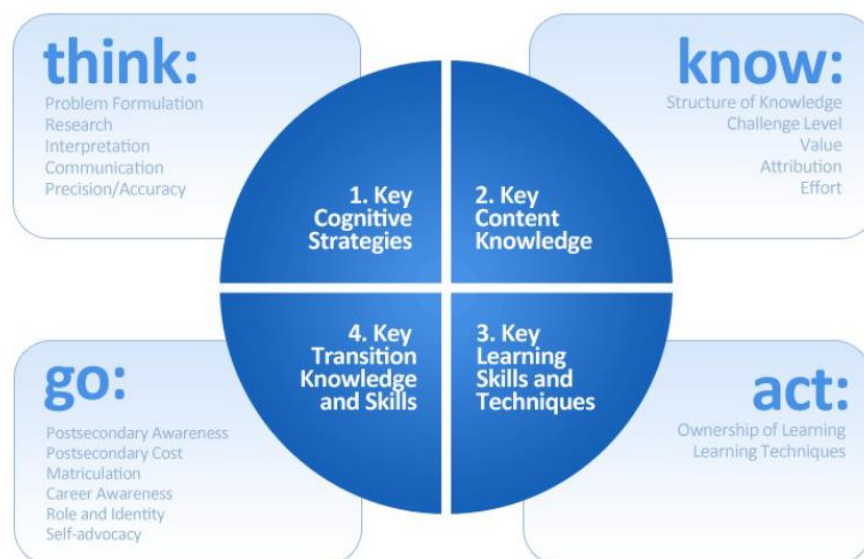 think:
Problem Formulation
Research
Interpretation
Communication
Precision/Accuracy
know:
Structure of Knowledge
Challenge Level
Value
Attribution
Effort
1. Key
Cognitive
Strategies
2. Key
Content
Knowledge
4. Key
Transition
Knowledge
and Skills
3. Key
Learning
Skills and
Techniques
go:
Postsecondary Awareness
Postsecondary Cost
Matriculation
Career Awareness
Role and Identity
Self-advocacy
act:
Ownership of Learning
Learning Techniques